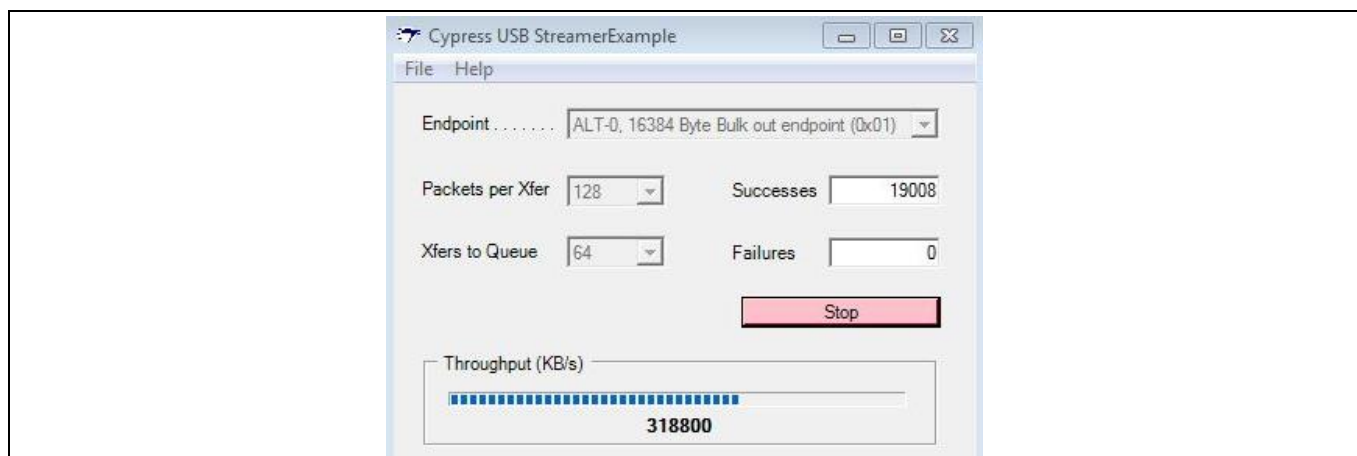 Cypress USB StreamerExample
File Help
Endpoint . . . . . . . ALT-0, 16384 Byte Bulk out endpoint (0x01)
Packets per Xfer 128 Successes 19008
Xfers to Queue 64 Failures 0
Stop
Throughput (KB/s)
318800